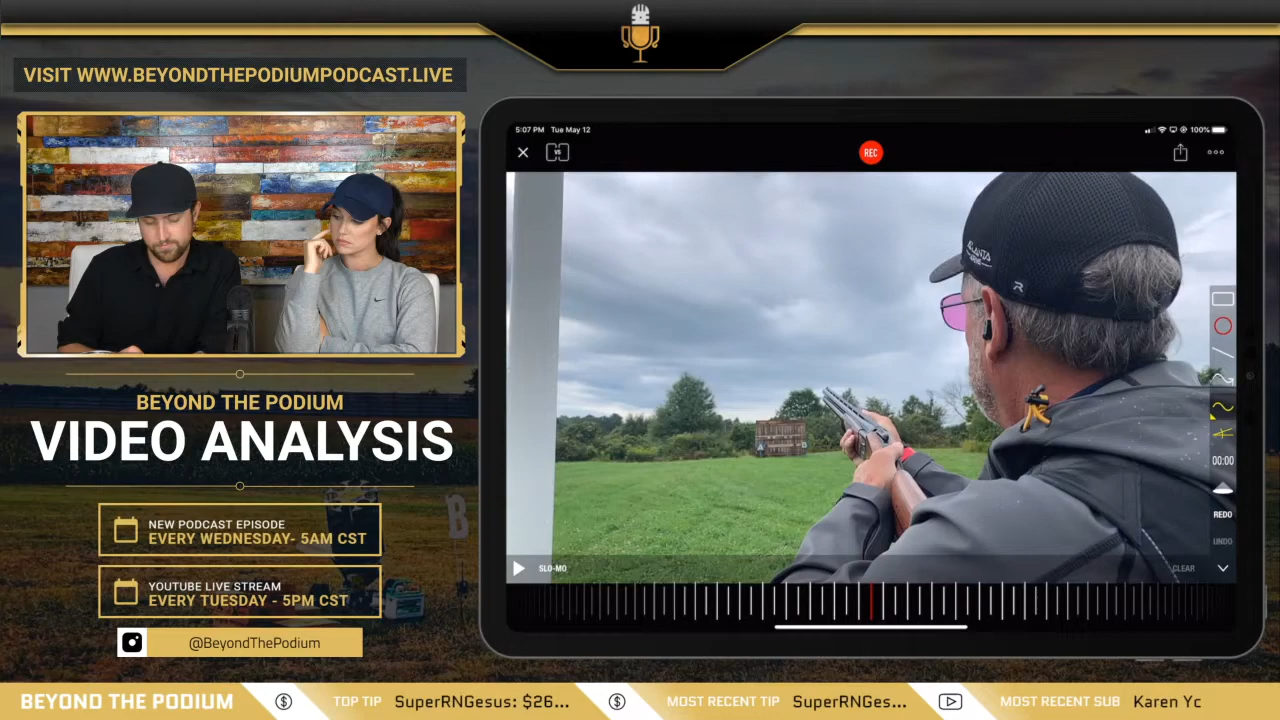 VISIT WWW.BEYONDTHEPODIUMPODCAST.LIVE
5:07 PM Tue May 12
100%
VS
REC
ATLANTA
R
00:00
REDO
UNDO
SLO-MO
CLEAR
BEYOND THE PODIUM
VIDEO ANALYSIS
NEW PODCAST EPISODE
EVERY WEDNESDAY- 5AM CST
YOUTUBE LIVE STREAM
EVERY TUESDAY - 5PM CST
@BeyondThePodium
B
BEYOND THE PODIUM
TOP TIP SuperRNGesus: $26...
MOST RECENT TIP SuperRNGes...
MOST RECENT SUB Karen Yc